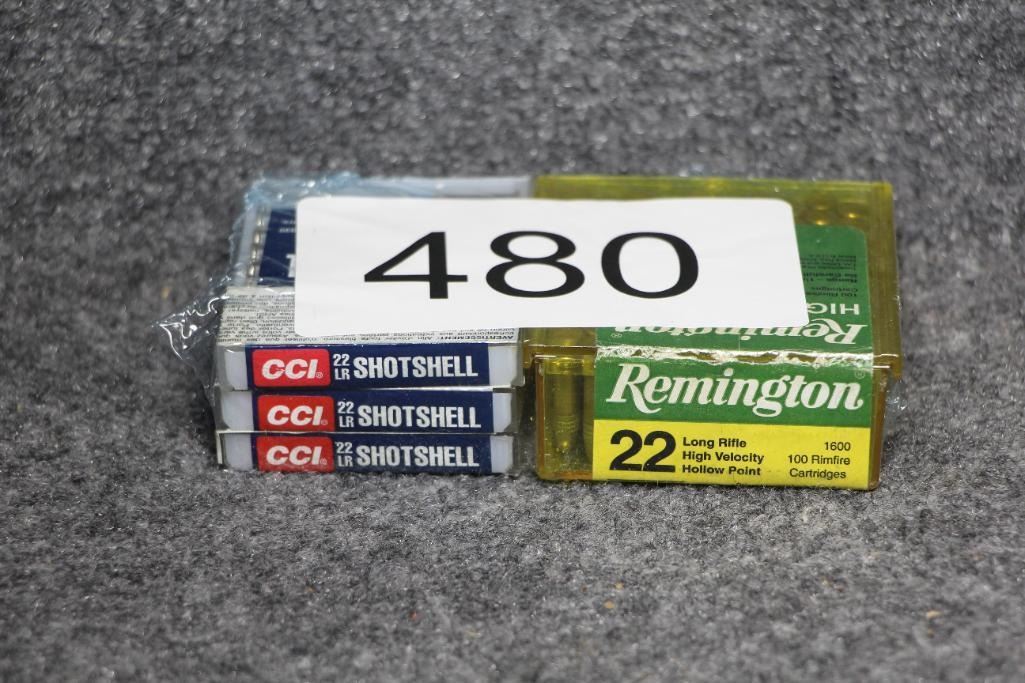 480
HIG
Remington
CCI 22 LR SHOTSHELL
CCI 22 LR SHOTSHELL
CCI 22 LR SHOTSHELL
Remington
22 Long Rifle
High Velocity
Hollow Point
1600
100 Rimfire
Cartridges